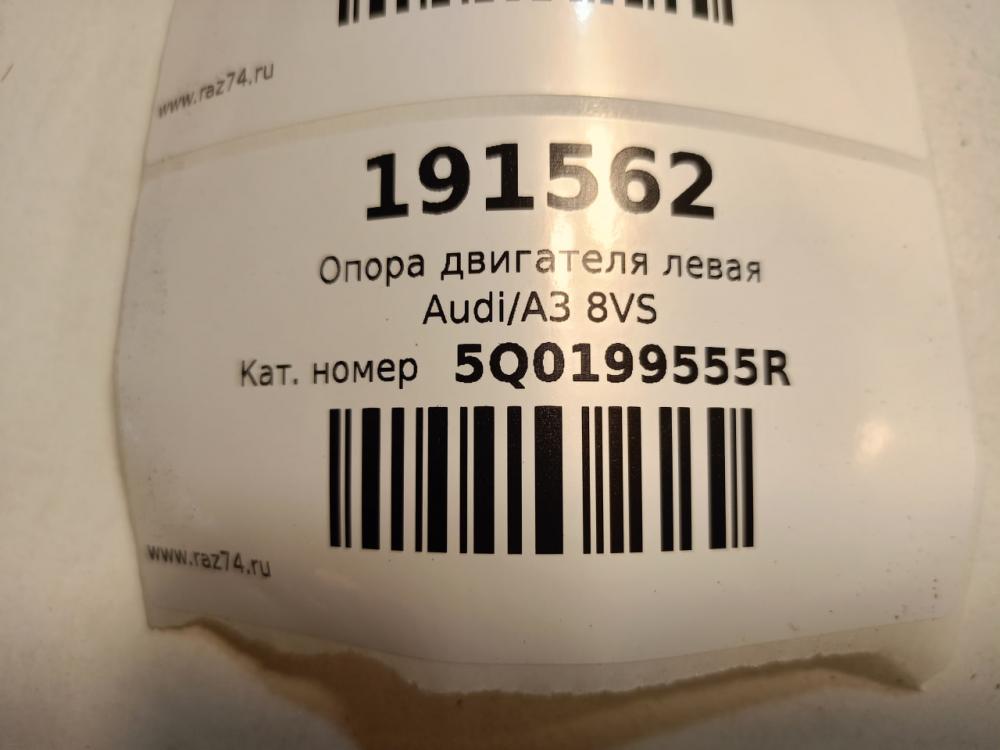 www.raz74.ru
191562
Опора двигателя левая
Audi/A3 8VS
Кат. номер 5Q0199555R
www.raz74.ru